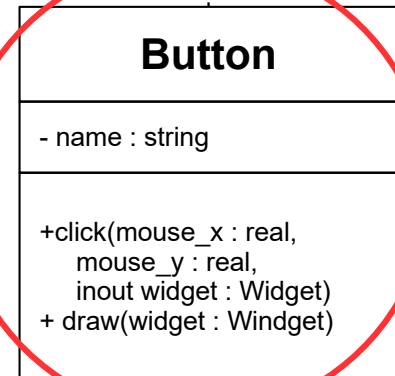 Button
- name : string
+click(mouse_x : real,
mouse_y : real,
inout widget : Widget)
+ draw(widget : Windget)